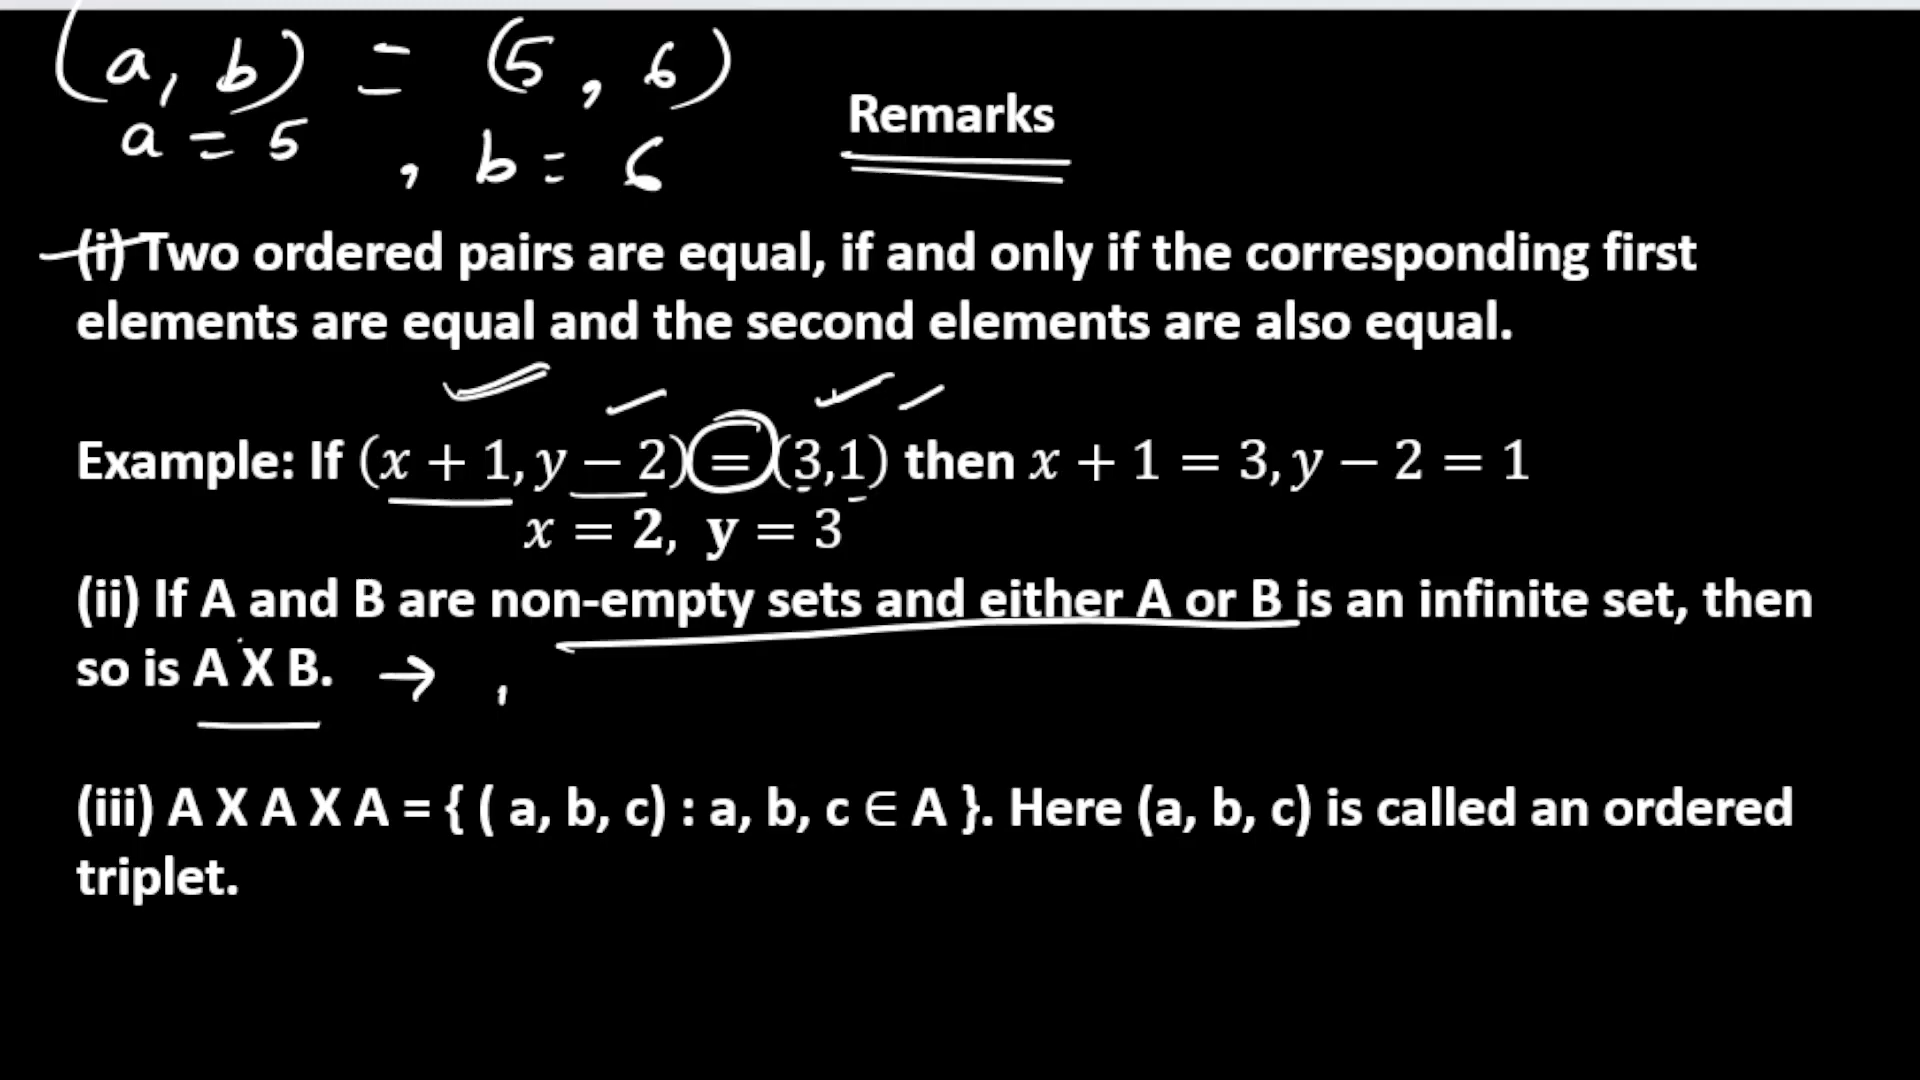 (a, b) = (5, 6)
a = 5 , b = 6
Remarks
(i) Two ordered pairs are equal, if and only if the corresponding first
elements are equal and the second elements are also equal.
Example: If (x + 1, y − 2) = (3,1) then x + 1 = 3, y − 2 = 1
x = 2, y = 3
(ii) If A and B are non-empty sets and either A or B is an infinite set, then
so is A X B. →
(iii) A X A X A = { ( a, b, c) : a, b, c ∈ A }. Here (a, b, c) is called an ordered
triplet.